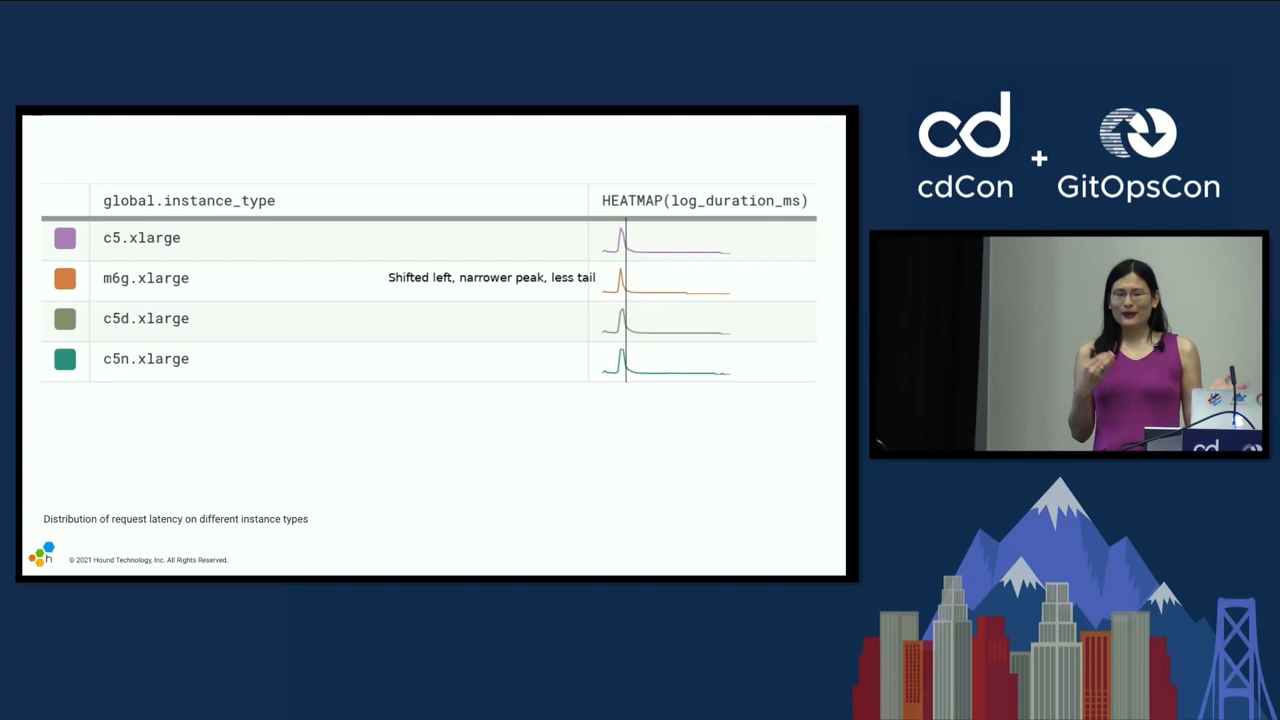 global.instance_type HEATMAP(log_duration_ms)
c5.xlarge
m6g.xlarge Shifted left, narrower peak, less tail
c5d.xlarge
c5n.xlarge
Distribution of request latency on different instance types
h © 2021 Hound Technology, Inc. All Rights Reserved.
cd
+
cdCon GitOpsCon
cd